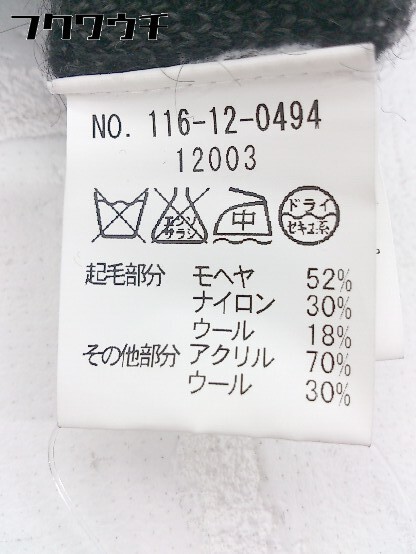 フクワウチ
NO. 116-12-0494
12003
エンソ
サラシ
中
ドライ
セキユ系
起毛部分 モヘヤ 52%
ナイロン 30%
ウール 18%
その他部分 アクリル 70%
ウール 30%